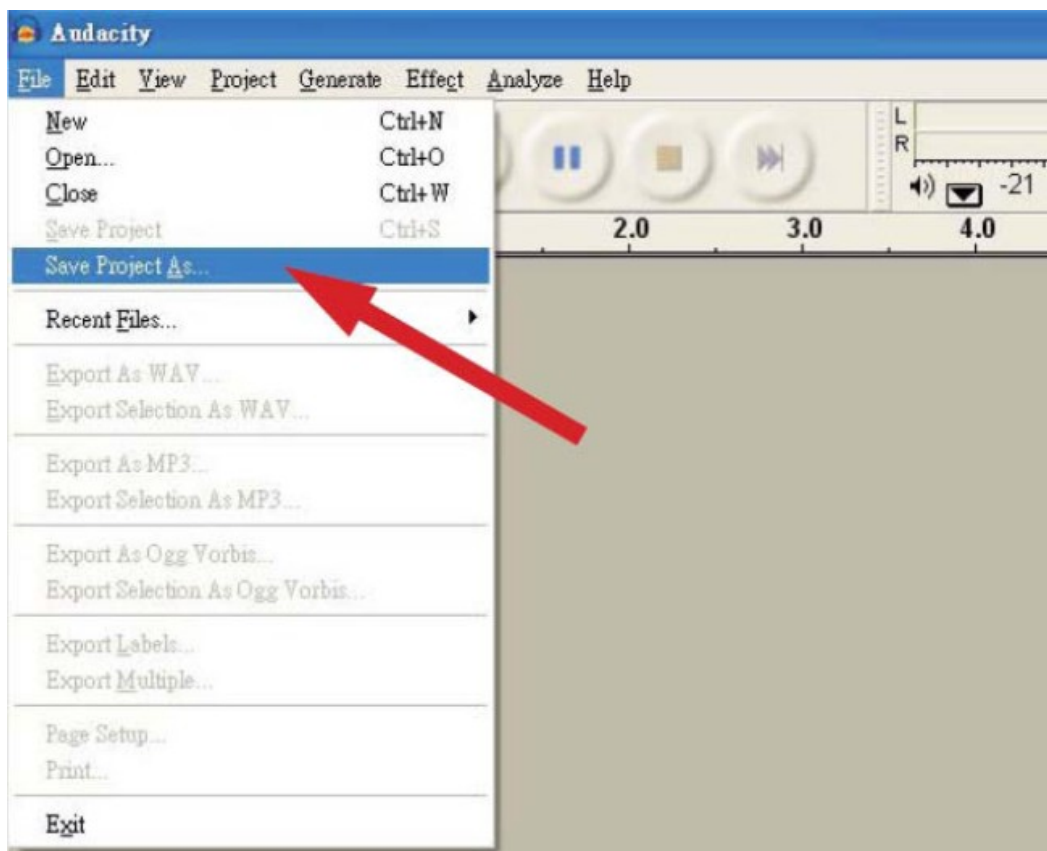 Audacity
File Edit View Project Generate Effect Analyze Help
New Ctrl+N
Open... Ctrl+O
Close Ctrl+W
Save Project Ctrl+S
Save Project As...
Recent Files...
Export As WAV...
Export Selection As WAV...
Export As MP3...
Export Selection As MP3...
Export As Ogg Vorbis...
Export Selection As Ogg Vorbis...
Export Labels...
Export Multiple...
Page Setup...
Print...
Exit
L
R
-21
2.0 3.0 4.0